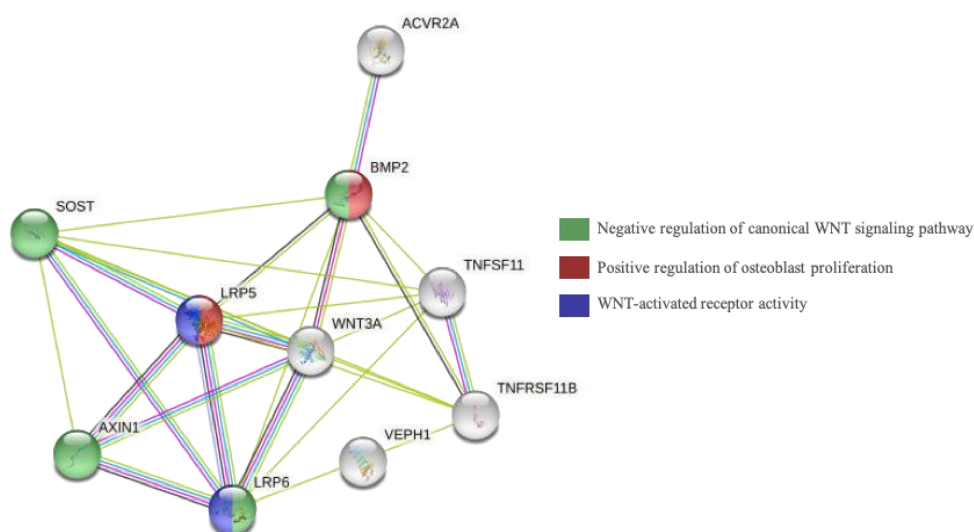 ACVR2A
BMP2
SOST
TNFSF11
LRP5
WNT3A
TNFRSF11B
AXIN1
VEPH1
LRP6
Negative regulation of canonical WNT signaling pathway
Positive regulation of osteoblast proliferation
WNT-activated receptor activity